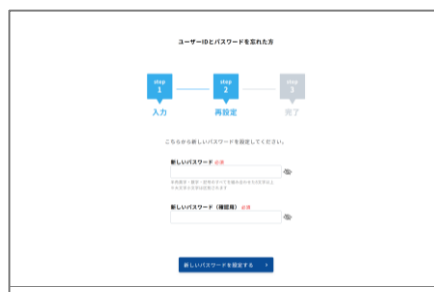 ユーザーIDとパスワードを忘れた方
step
1
step
2
step
3
入力
再設定
完了
こちらから新しいパスワードを設定してください。
新しいパスワード 必須
新しいパスワード（確認用） 必須
新しいパスワードを設定する